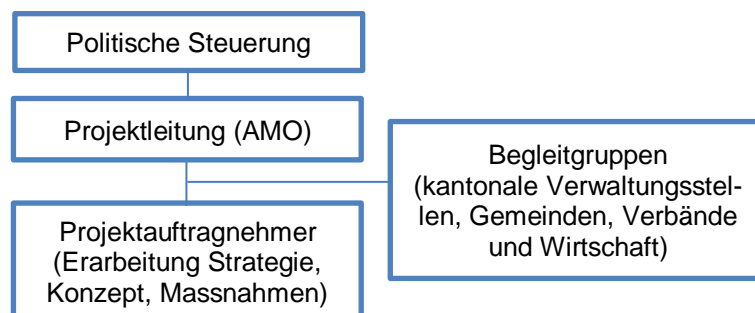 Politische Steuerung
Projektleitung (AMO)
Begleitgruppen
(kantonale Verwaltungsstel-
len, Gemeinden, Verbände
und Wirtschaft)
Projektauftragnehmer
(Erarbeitung Strategie,
Konzept, Massnahmen)